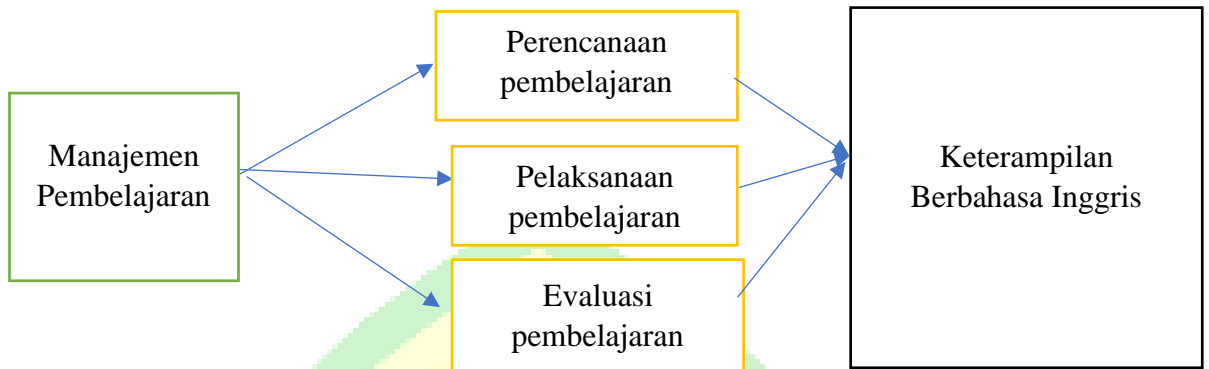 Manajemen
Pembelajaran
Perencanaan
pembelajaran
Pelaksanaan
pembelajaran
Evaluasi
pembelajaran
Keterampilan
Berbahasa Inggris